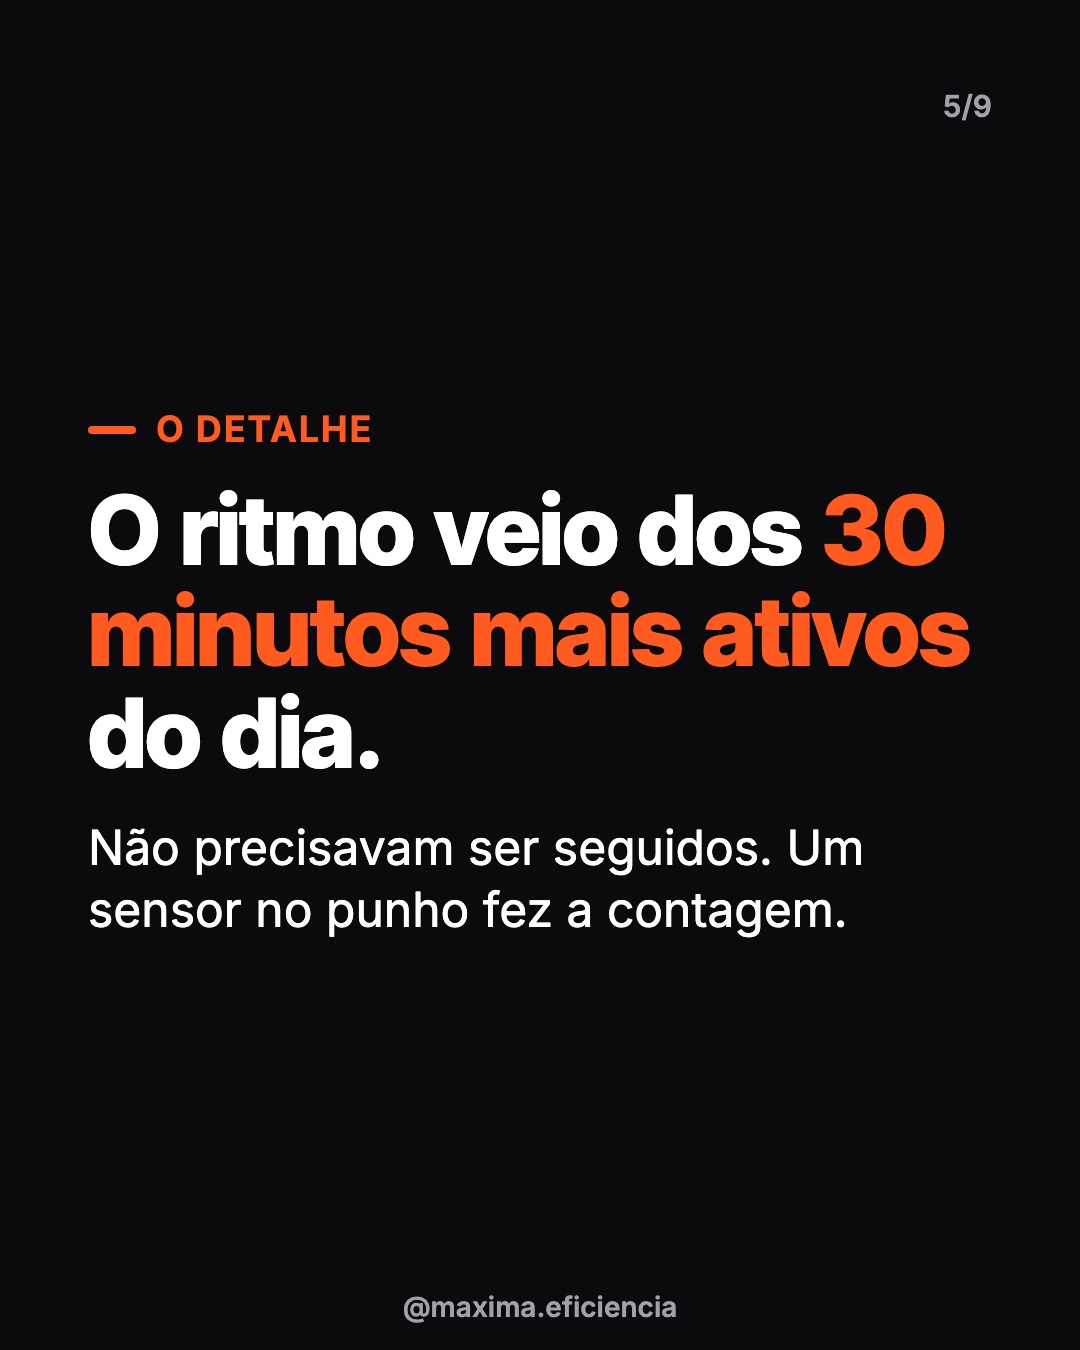 5/9
O DETALHE
O ritmo veio dos 30
minutos mais ativos
do dia.
Não precisavam ser seguidos. Um
sensor no punho fez a contagem.
@maxima.eficiencia